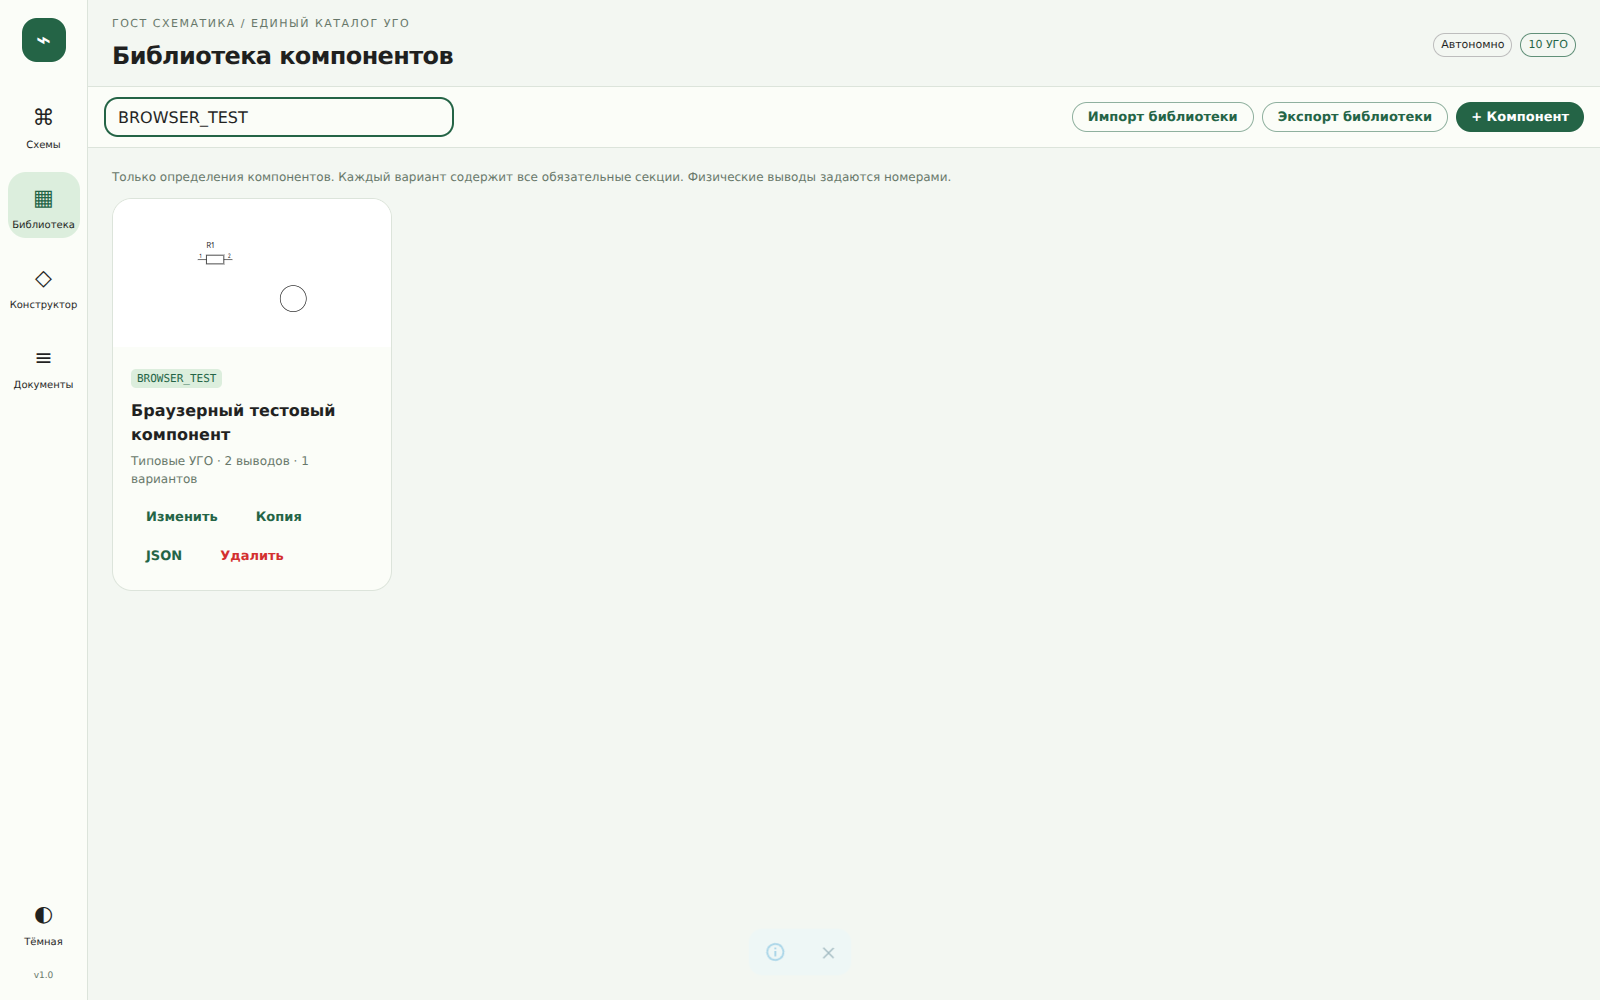 ГОСТ СХЕМАТИКА / ЕДИНЫЙ КАТАЛОГ УГО
Библиотека компонентов
Автономно
10 УГО
Схемы
Библиотека
Конструктор
Документы
Тёмная
v1.0
BROWSER_TEST
Импорт библиотеки
Экспорт библиотеки
+ Компонент
Только определения компонентов. Каждый вариант содержит все обязательные секции. Физические выводы задаются номерами.
R1
1 2
BROWSER_TEST
Браузерный тестовый
компонент
Типовые УГО · 2 выводов · 1
вариантов
Изменить
Копия
JSON
Удалить